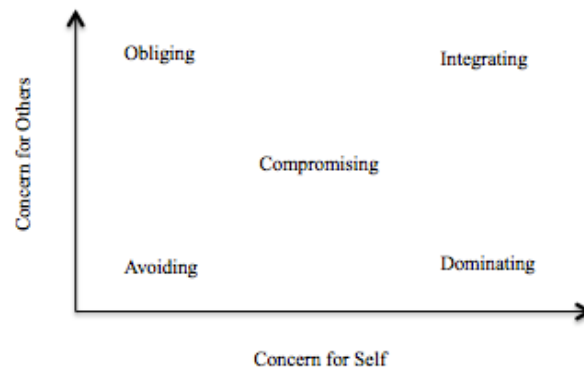 Concern for Others
Obliging
Integrating
Compromising
Avoiding
Dominating
Concern for Self